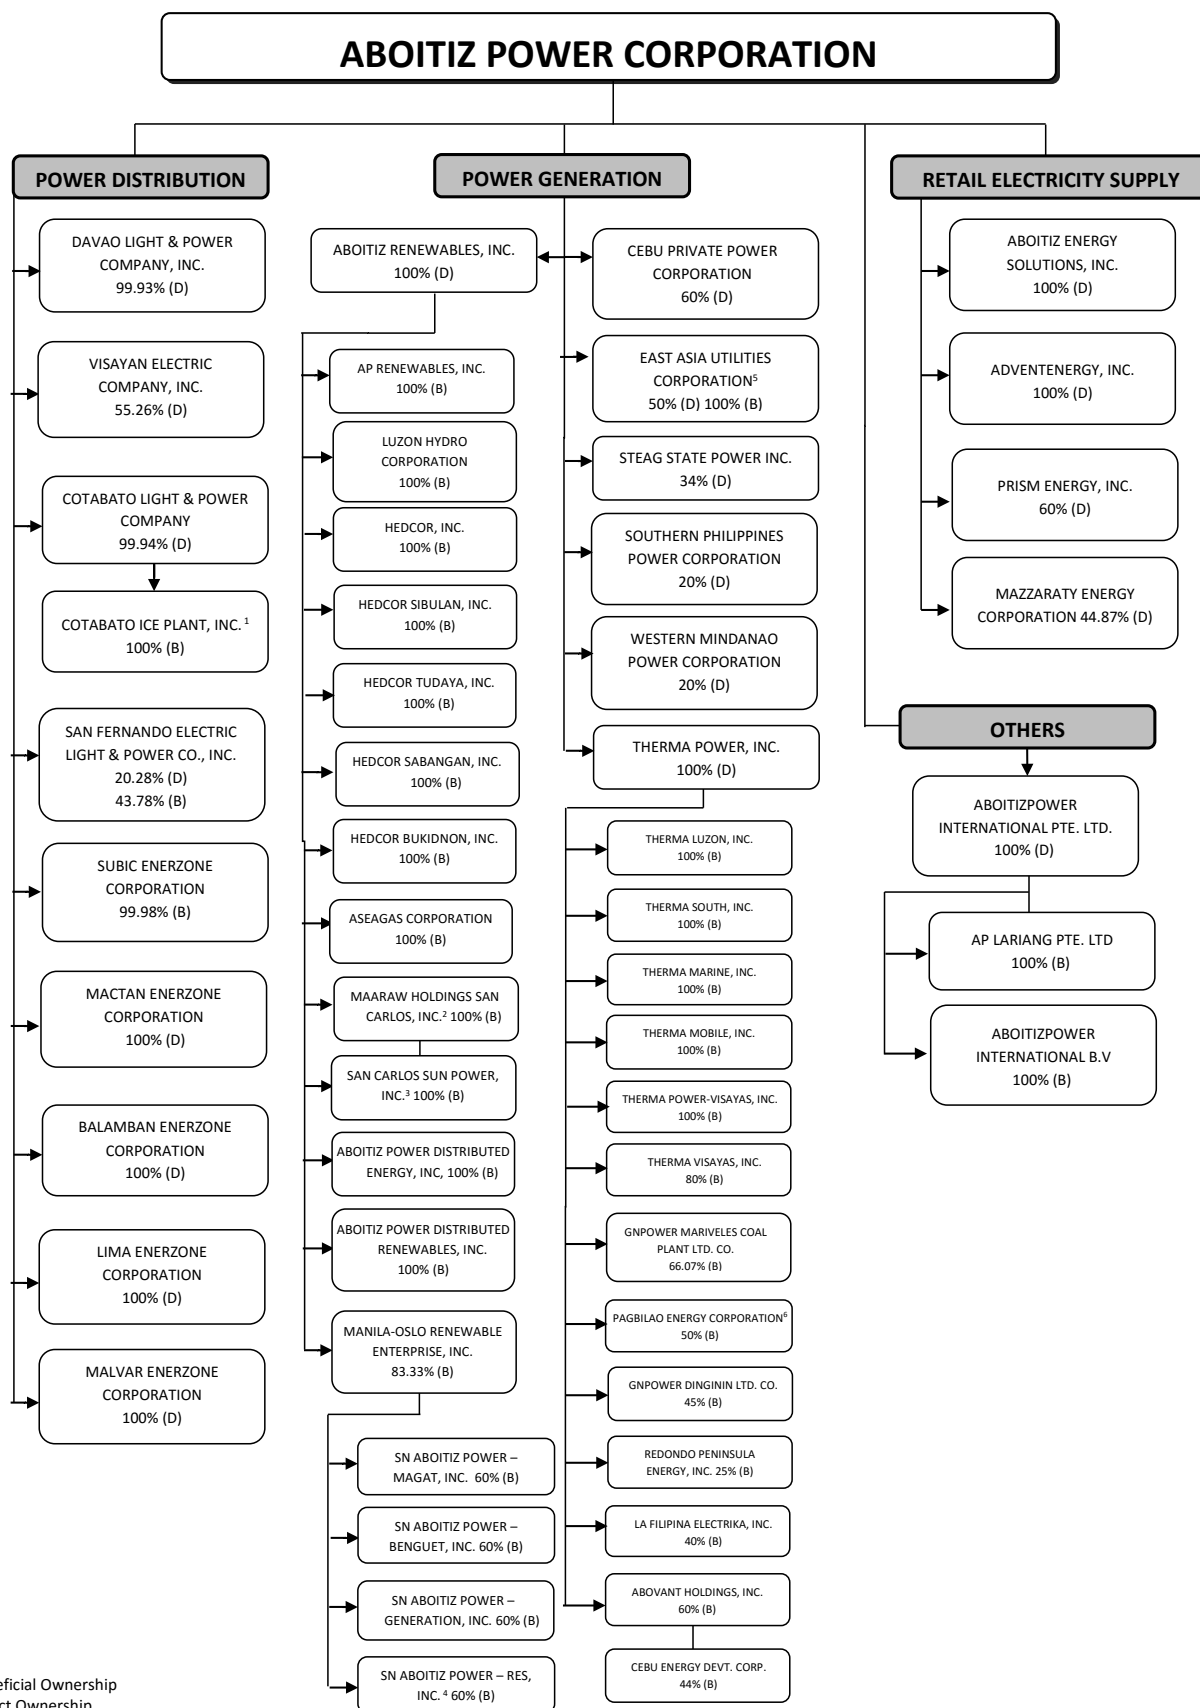 ABOITIZ POWER CORPORATION
POWER DISTRIBUTION
DAVAO LIGHT & POWER
COMPANY, INC.
99.93% (D)
VISAYAN ELECTRIC
COMPANY, INC.
55.26% (D)
COTABATO LIGHT & POWER
COMPANY
99.94% (D)
COTABATO ICE PLANT, INC. 1
100% (B)
SAN FERNANDO ELECTRIC
LIGHT & POWER CO., INC.
20.28% (D)
43.78% (B)
SUBIC ENERZONE
CORPORATION
99.98% (B)
MACTAN ENERZONE
CORPORATION
100% (D)
BALAMBAN ENERZONE
CORPORATION
100% (D)
LIMA ENERZONE
CORPORATION
100% (D)
MALVAR ENERZONE
CORPORATION
100% (D)
POWER GENERATION
ABOITIZ RENEWABLES, INC.
100% (D)
AP RENEWABLES, INC.
100% (B)
LUZON HYDRO
CORPORATION
100% (B)
HEDCOR, INC.
100% (B)
HEDCOR SIBULAN, INC.
100% (B)
HEDCOR TUDAYA, INC.
100% (B)
HEDCOR SABANGAN, INC.
100% (B)
HEDCOR BUKIDNON, INC.
100% (B)
ASEAGAS CORPORATION
100% (B)
MAARAW HOLDINGS SAN
CARLOS, INC.2 100% (B)
SAN CARLOS SUN POWER,
INC.3 100% (B)
ABOITIZ POWER DISTRIBUTED
ENERGY, INC, 100% (B)
ABOITIZ POWER DISTRIBUTED
RENEWABLES, INC.
100% (B)
MANILA-OSLO RENEWABLE
ENTERPRISE, INC.
83.33% (B)
SN ABOITIZ POWER –
MAGAT, INC. 60% (B)
SN ABOITIZ POWER –
BENGUET, INC. 60% (B)
SN ABOITIZ POWER –
GENERATION, INC. 60% (B)
SN ABOITIZ POWER – RES,
INC. 4 60% (B)
CEBU PRIVATE POWER
CORPORATION
60% (D)
EAST ASIA UTILITIES
CORPORATION5
50% (D) 100% (B)
STEAG STATE POWER INC.
34% (D)
SOUTHERN PHILIPPINES
POWER CORPORATION
20% (D)
WESTERN MINDANAO
POWER CORPORATION
20% (D)
THERMA POWER, INC.
100% (D)
THERMA LUZON, INC.
100% (B)
THERMA SOUTH, INC.
100% (B)
THERMA MARINE, INC.
100% (B)
THERMA MOBILE, INC.
100% (B)
THERMA POWER-VISAYAS, INC.
100% (B)
THERMA VISAYAS, INC.
80% (B)
GNPOWER MARIVELES COAL
PLANT LTD. CO.
66.07% (B)
PAGBILAO ENERGY CORPORATION6
50% (B)
GNPOWER DINGININ LTD. CO.
45% (B)
REDONDO PENINSULA
ENERGY, INC. 25% (B)
LA FILIPINA ELECTRIKA, INC.
40% (B)
ABOVANT HOLDINGS, INC.
60% (B)
CEBU ENERGY DEVT. CORP.
44% (B)
RETAIL ELECTRICITY SUPPLY
ABOITIZ ENERGY
SOLUTIONS, INC.
100% (D)
ADVENTENERGY, INC.
100% (D)
PRISM ENERGY, INC.
60% (D)
MAZZARATY ENERGY
CORPORATION 44.87% (D)
OTHERS
ABOITIZPOWER
INTERNATIONAL PTE. LTD.
100% (D)
AP LARIANG PTE. LTD
100% (B)
ABOITIZPOWER
INTERNATIONAL B.V
100% (B)
eficial Ownership
ct Ownership